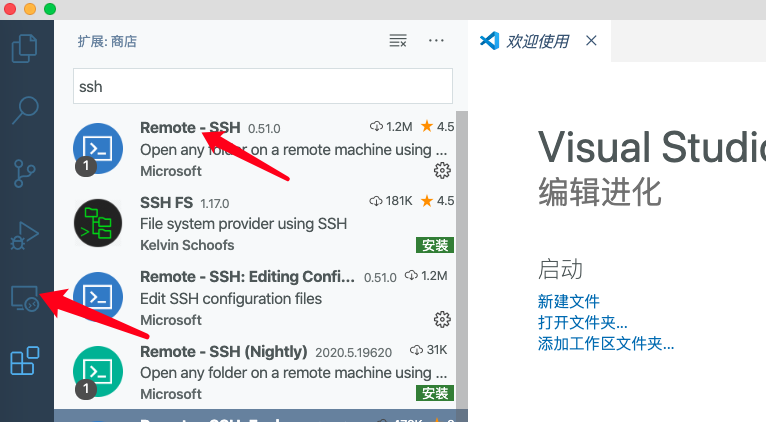 扩展: 商店
欢迎使用
ssh
Remote - SSH 0.51.0 1.2M 4.5
Open any folder on a remote machine using ...
Microsoft
1
SSH FS 1.17.0 181K 4.5
File system provider using SSH
Kelvin Schoofs 安装
Remote - SSH: Editing Confi... 0.51.0 1.2M
Edit SSH configuration files
Microsoft
Remote - SSH (Nightly) 2020.5.19620 31K
Open any folder on a remote machine using ...
1
Microsoft 安装
Visual Studio
编辑进化
启动
新建文件
打开文件夹...
添加工作区文件夹...